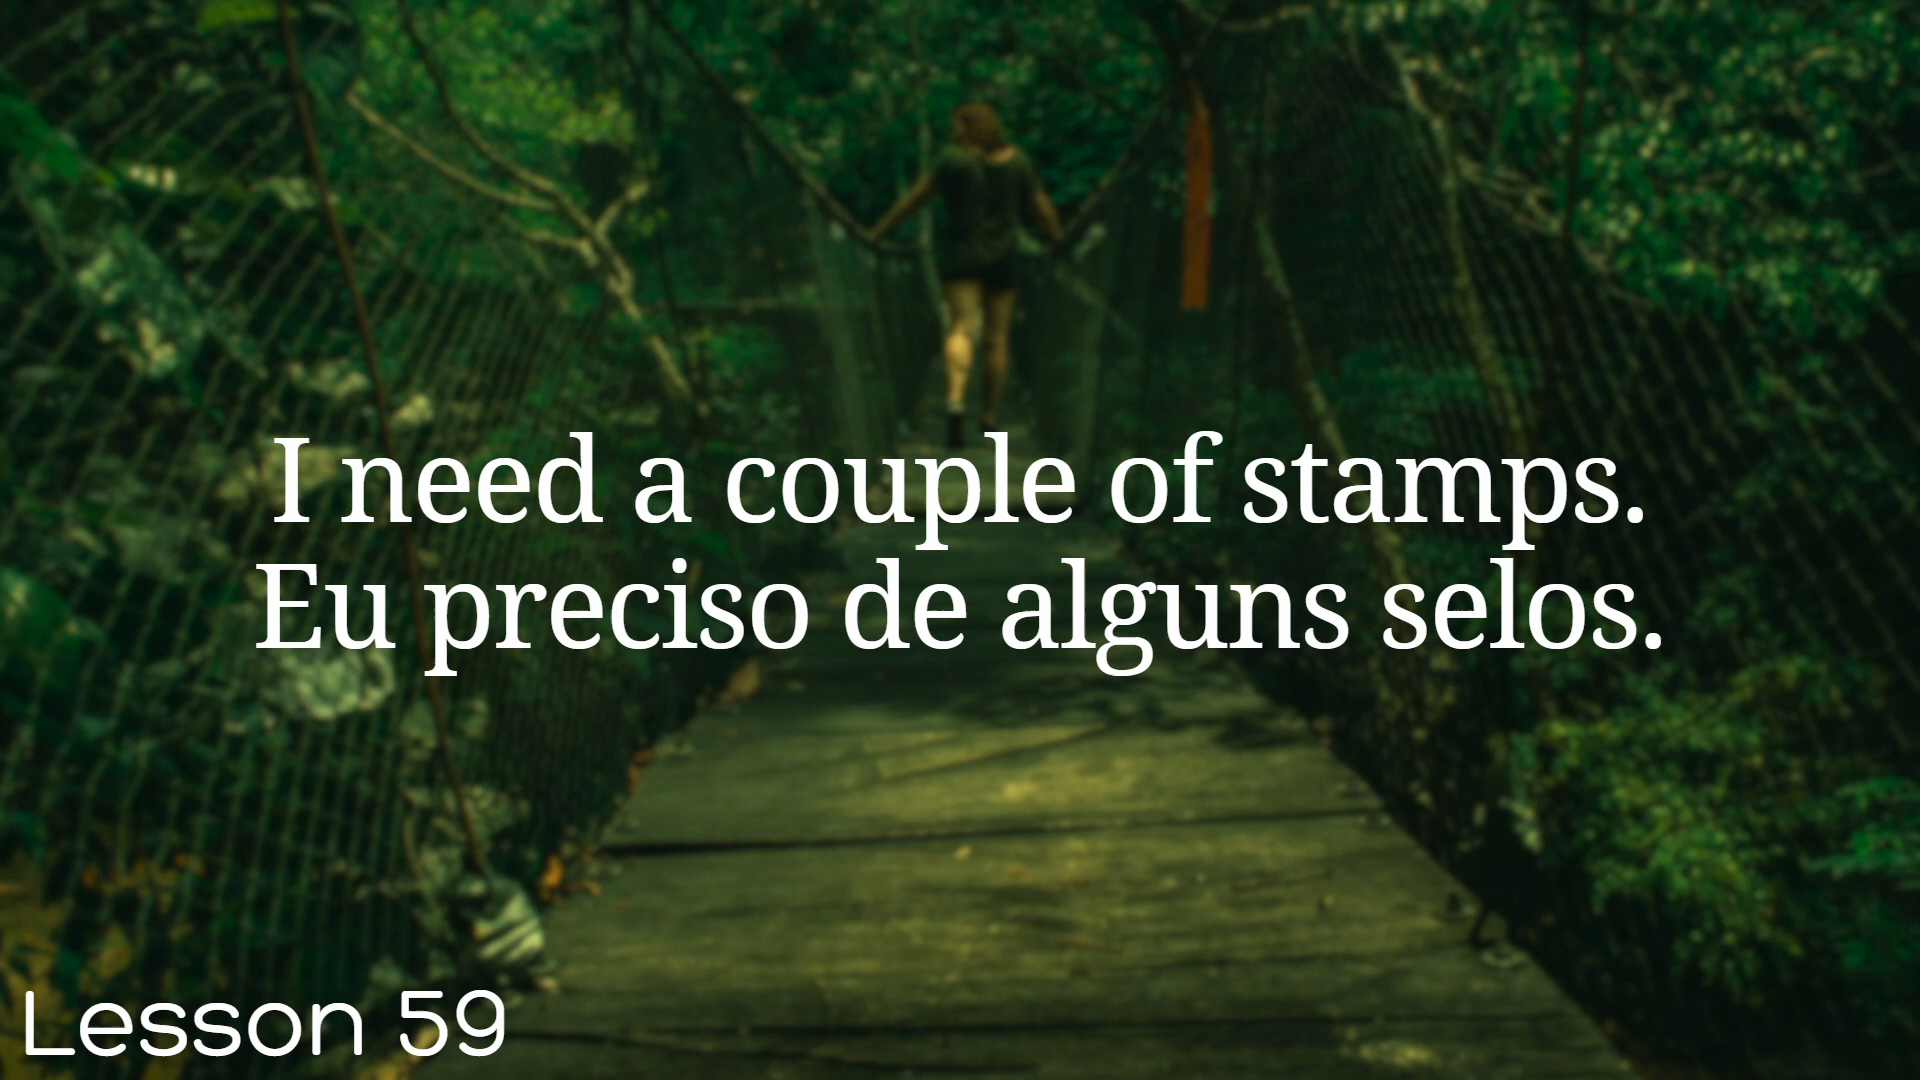 I need a couple of stamps.
Eu preciso de alguns selos.
Lesson 59